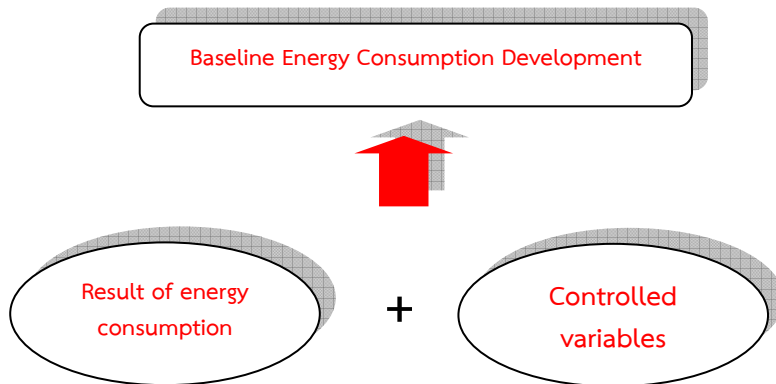 Baseline Energy Consumption Development
Result of energy
consumption
+
Controlled
variables